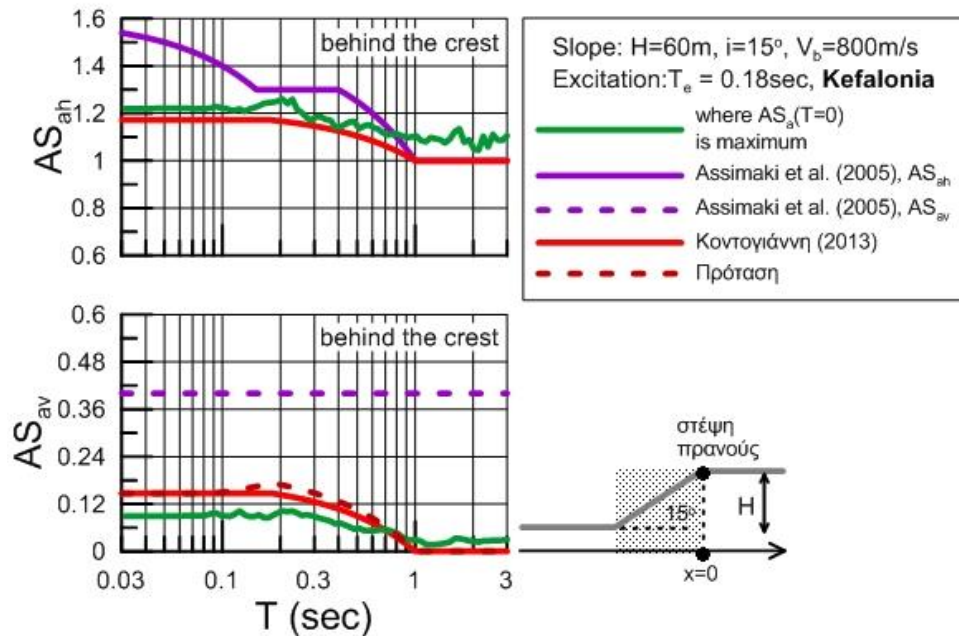 1.6
1.4
1.2
1
0.8
0.6
AS_ah
behind the crest
Slope: H=60m, i=15°, V_b=800m/s
Excitation:T_e = 0.18sec, Kefalonia
where AS_a(T=0)
is maximum
Assimaki et al. (2005), AS_ah
Assimaki et al. (2005), AS_av
Κοντογιάννη (2013)
Πρόταση
0.6
0.48
0.36
0.24
0.12
0
AS_av
behind the crest
0.03 0.1 0.3 1 3
T (sec)
στέψη
πρανούς
15°
H
x=0